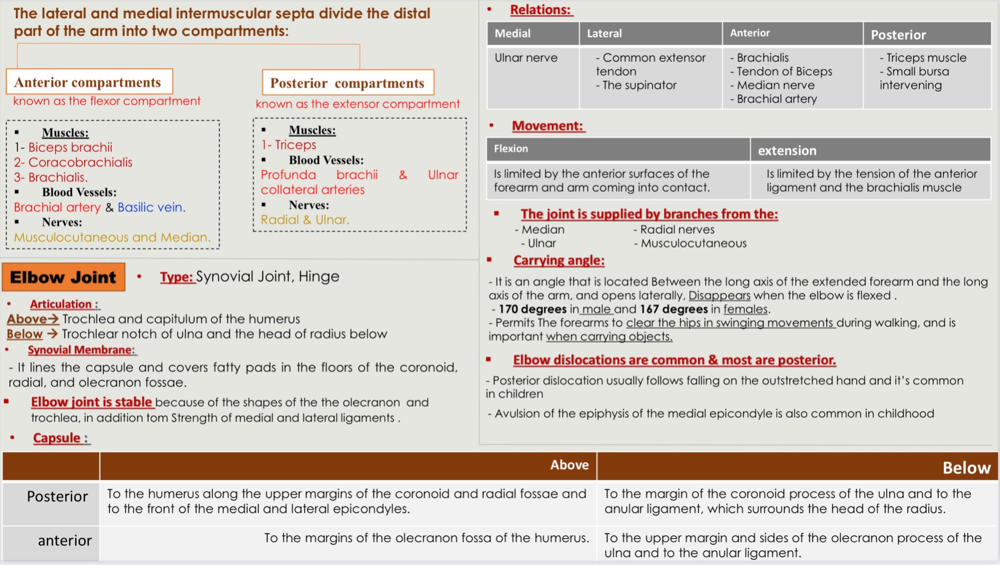 The lateral and medial intermuscular septa divide the distal
part of the arm into two compartments:
Anterior compartments
known as the flexor compartment
▪ Muscles:
1- Biceps brachii
2- Coracobrachialis
3- Brachialis.
▪ Blood Vessels:
Brachial artery & Basilic vein.
▪ Nerves:
Musculocutaneous and Median.
Posterior compartments
known as the extensor compartment
▪ Muscles:
1- Triceps
▪ Blood Vessels:
Profunda brachii & Ulnar
collateral arteries
▪ Nerves:
Radial & Ulnar.
Elbow Joint
• Type: Synovial Joint, Hinge
• Articulation :
Above→ Trochlea and capitulum of the humerus
Below → Trochlear notch of ulna and the head of radius below
• Synovial Membrane:
- It lines the capsule and covers fatty pads in the floors of the coronoid,
radial, and olecranon fossae.
▪ Elbow joint is stable because of the shapes of the the olecranon and
trochlea, in addition tom Strength of medial and lateral ligaments .
• Capsule :
• Relations:
Medial Lateral Anterior Posterior
Ulnar nerve
- Common extensor
tendon
- The supinator
- Brachialis
- Tendon of Biceps
- Median nerve
- Brachial artery
- Triceps muscle
- Small bursa
intervening
• Movement:
Flexion extension
Is limited by the anterior surfaces of the
forearm and arm coming into contact.
Is limited by the tension of the anterior
ligament and the brachialis muscle
▪ The joint is supplied by branches from the:
- Median - Radial nerves
- Ulnar - Musculocutaneous
▪ Carrying angle:
- It is an angle that is located Between the long axis of the extended forearm and the long
axis of the arm, and opens laterally, Disappears when the elbow is flexed .
- 170 degrees in male and 167 degrees in females.
- Permits The forearms to clear the hips in swinging movements during walking, and is
important when carrying objects.
▪ Elbow dislocations are common & most are posterior.
- Posterior dislocation usually follows falling on the outstretched hand and it’s common
in children
- Avulsion of the epiphysis of the medial epicondyle is also common in childhood
Above Below
Posterior
To the humerus along the upper margins of the coronoid and radial fossae and
to the front of the medial and lateral epicondyles.
To the margin of the coronoid process of the ulna and to the
anular ligament, which surrounds the head of the radius.
anterior
To the margins of the olecranon fossa of the humerus.
To the upper margin and sides of the olecranon process of the
ulna and to the anular ligament.